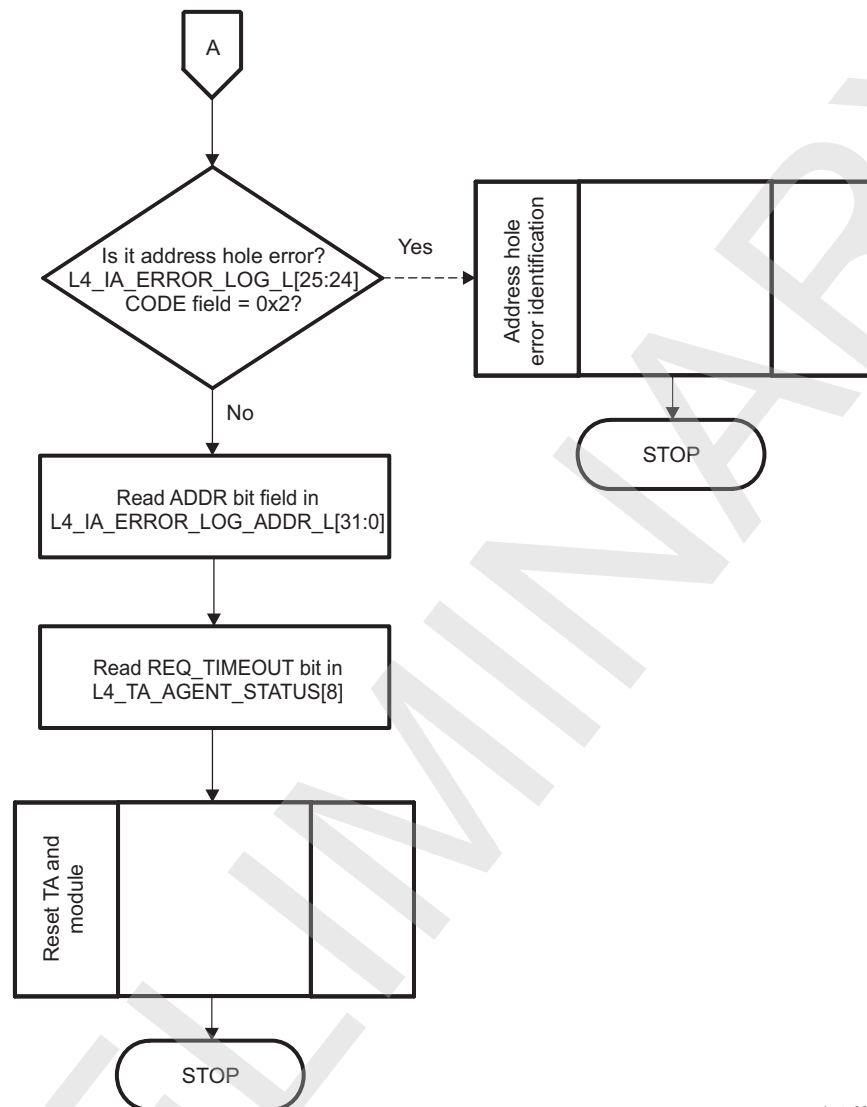 A
Is it address hole error?
L4_IA_ERROR_LOG_L[25:24]
CODE field = 0x2?
Yes
Address hole
error identification
STOP
No
Read ADDR bit field in
L4_IA_ERROR_LOG_ADDR_L[31:0]
Read REQ_TIMEOUT bit in
L4_TA_AGENT_STATUS[8]
Reset TA and
module
STOP